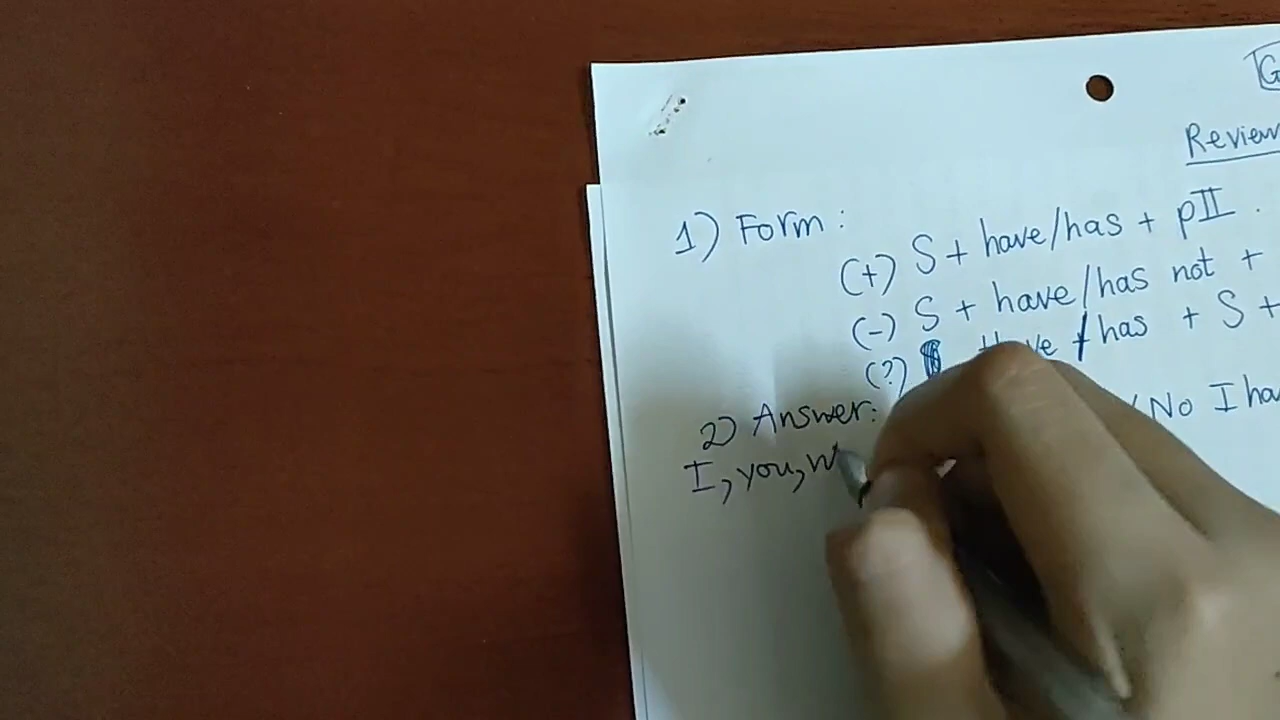 G
Review
1) Form:
(+) S + have/has + pII.
(-) S + have/has not +
(?) have/has + S +
2) Answer: / No I ha
I, you, w